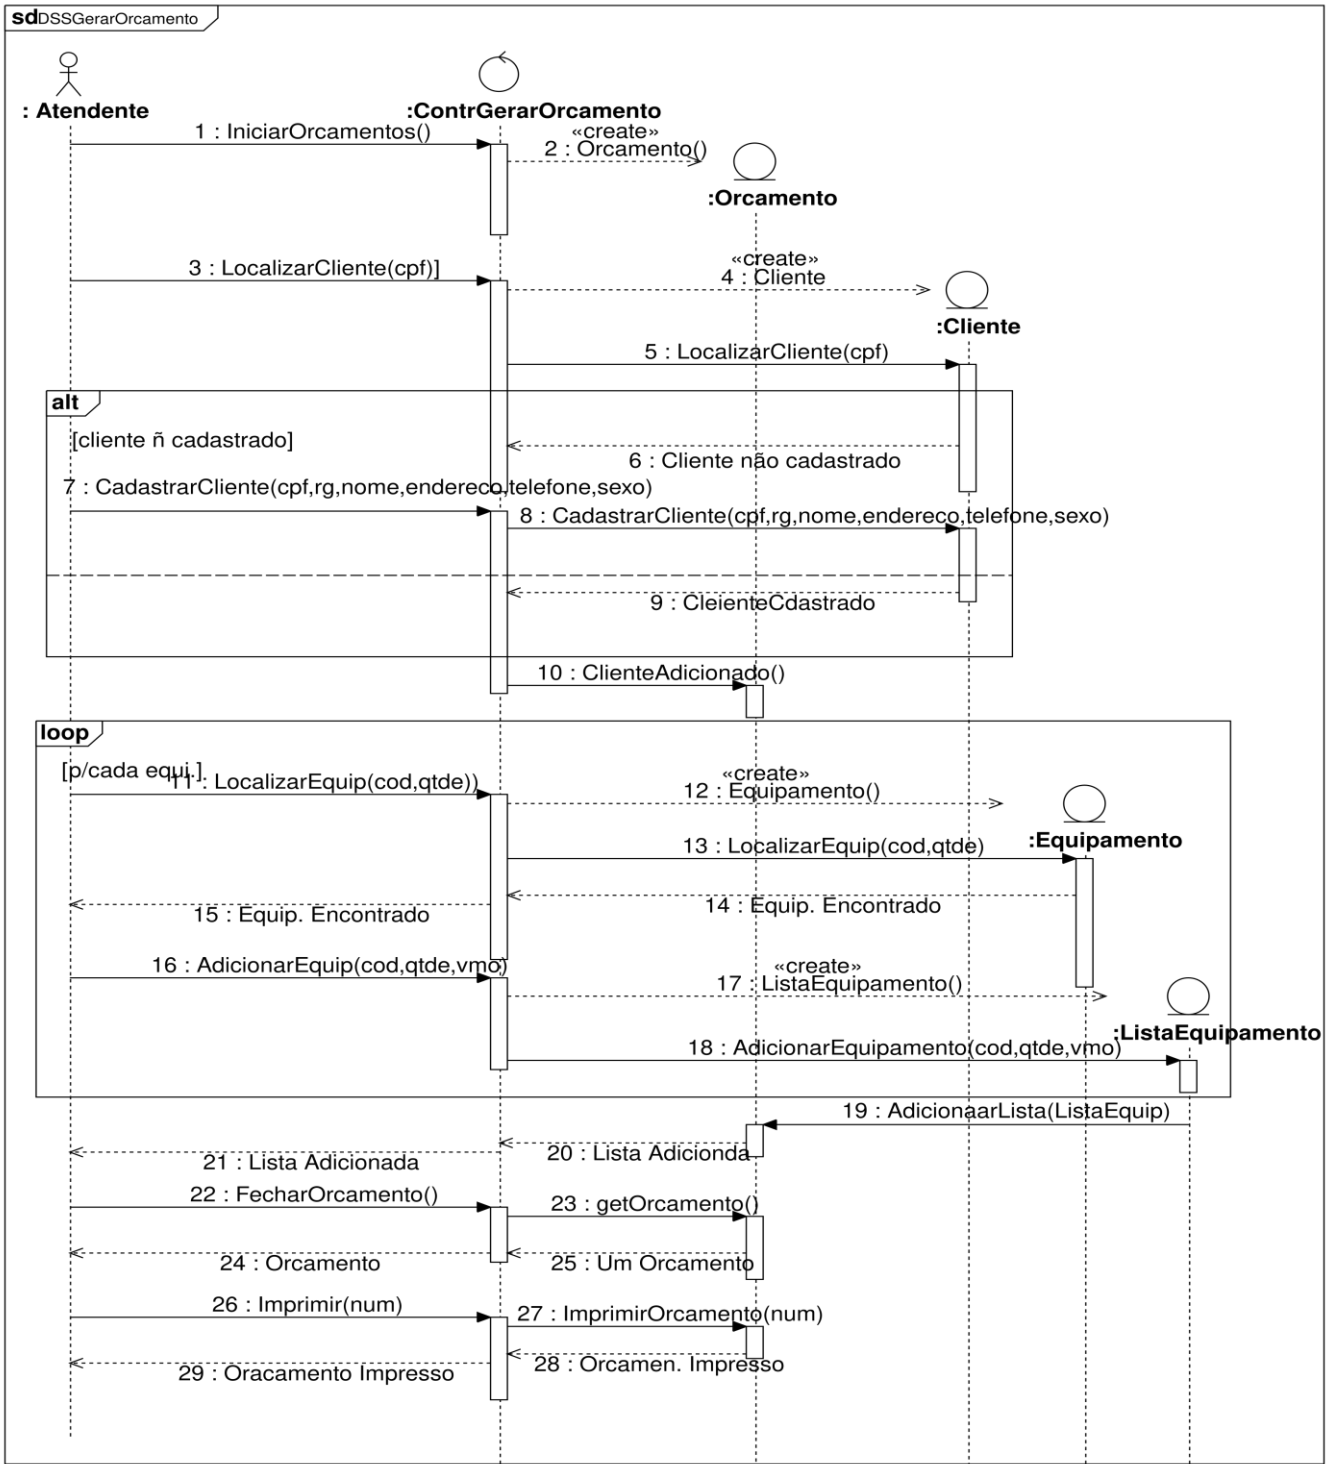 sdDSSGerarOrcamento
: Atendente
:ContrGerarOrcamento
1 : IniciarOrcamentos()
«create»
2 : Orcamento()
:Orcamento
3 : LocalizarCliente(cpf)]
«create»
4 : Cliente
:Cliente
5 : LocalizarCliente(cpf)
alt
[cliente ñ cadastrado]
6 : Cliente não cadastrado
7 : CadastrarCliente(cpf,rg,nome,endereco,telefone,sexo)
8 : CadastrarCliente(cpf,rg,nome,endereco,telefone,sexo)
9 : CleienteCdastrado
10 : ClienteAdicionado()
loop
[p/cada equi.]
11 : LocalizarEquip(cod,qtde))
«create»
12 : Equipamento()
:Equipamento
13 : LocalizarEquip(cod,qtde)
14 : Equip. Encontrado
15 : Equip. Encontrado
16 : AdicionarEquip(cod,qtde,vmo)
«create»
17 : ListaEquipamento()
:ListaEquipamento
18 : AdicionarEquipamento(cod,qtde,vmo)
19 : AdicionaarLista(ListaEquip)
20 : Lista Adicionda
21 : Lista Adicionada
22 : FecharOrcamento()
23 : getOrcamento()
24 : Orcamento
25 : Um Orcamento
26 : Imprimir(num)
27 : ImprimirOrcamento(num)
28 : Orcamen. Impresso
29 : Oracamento Impresso